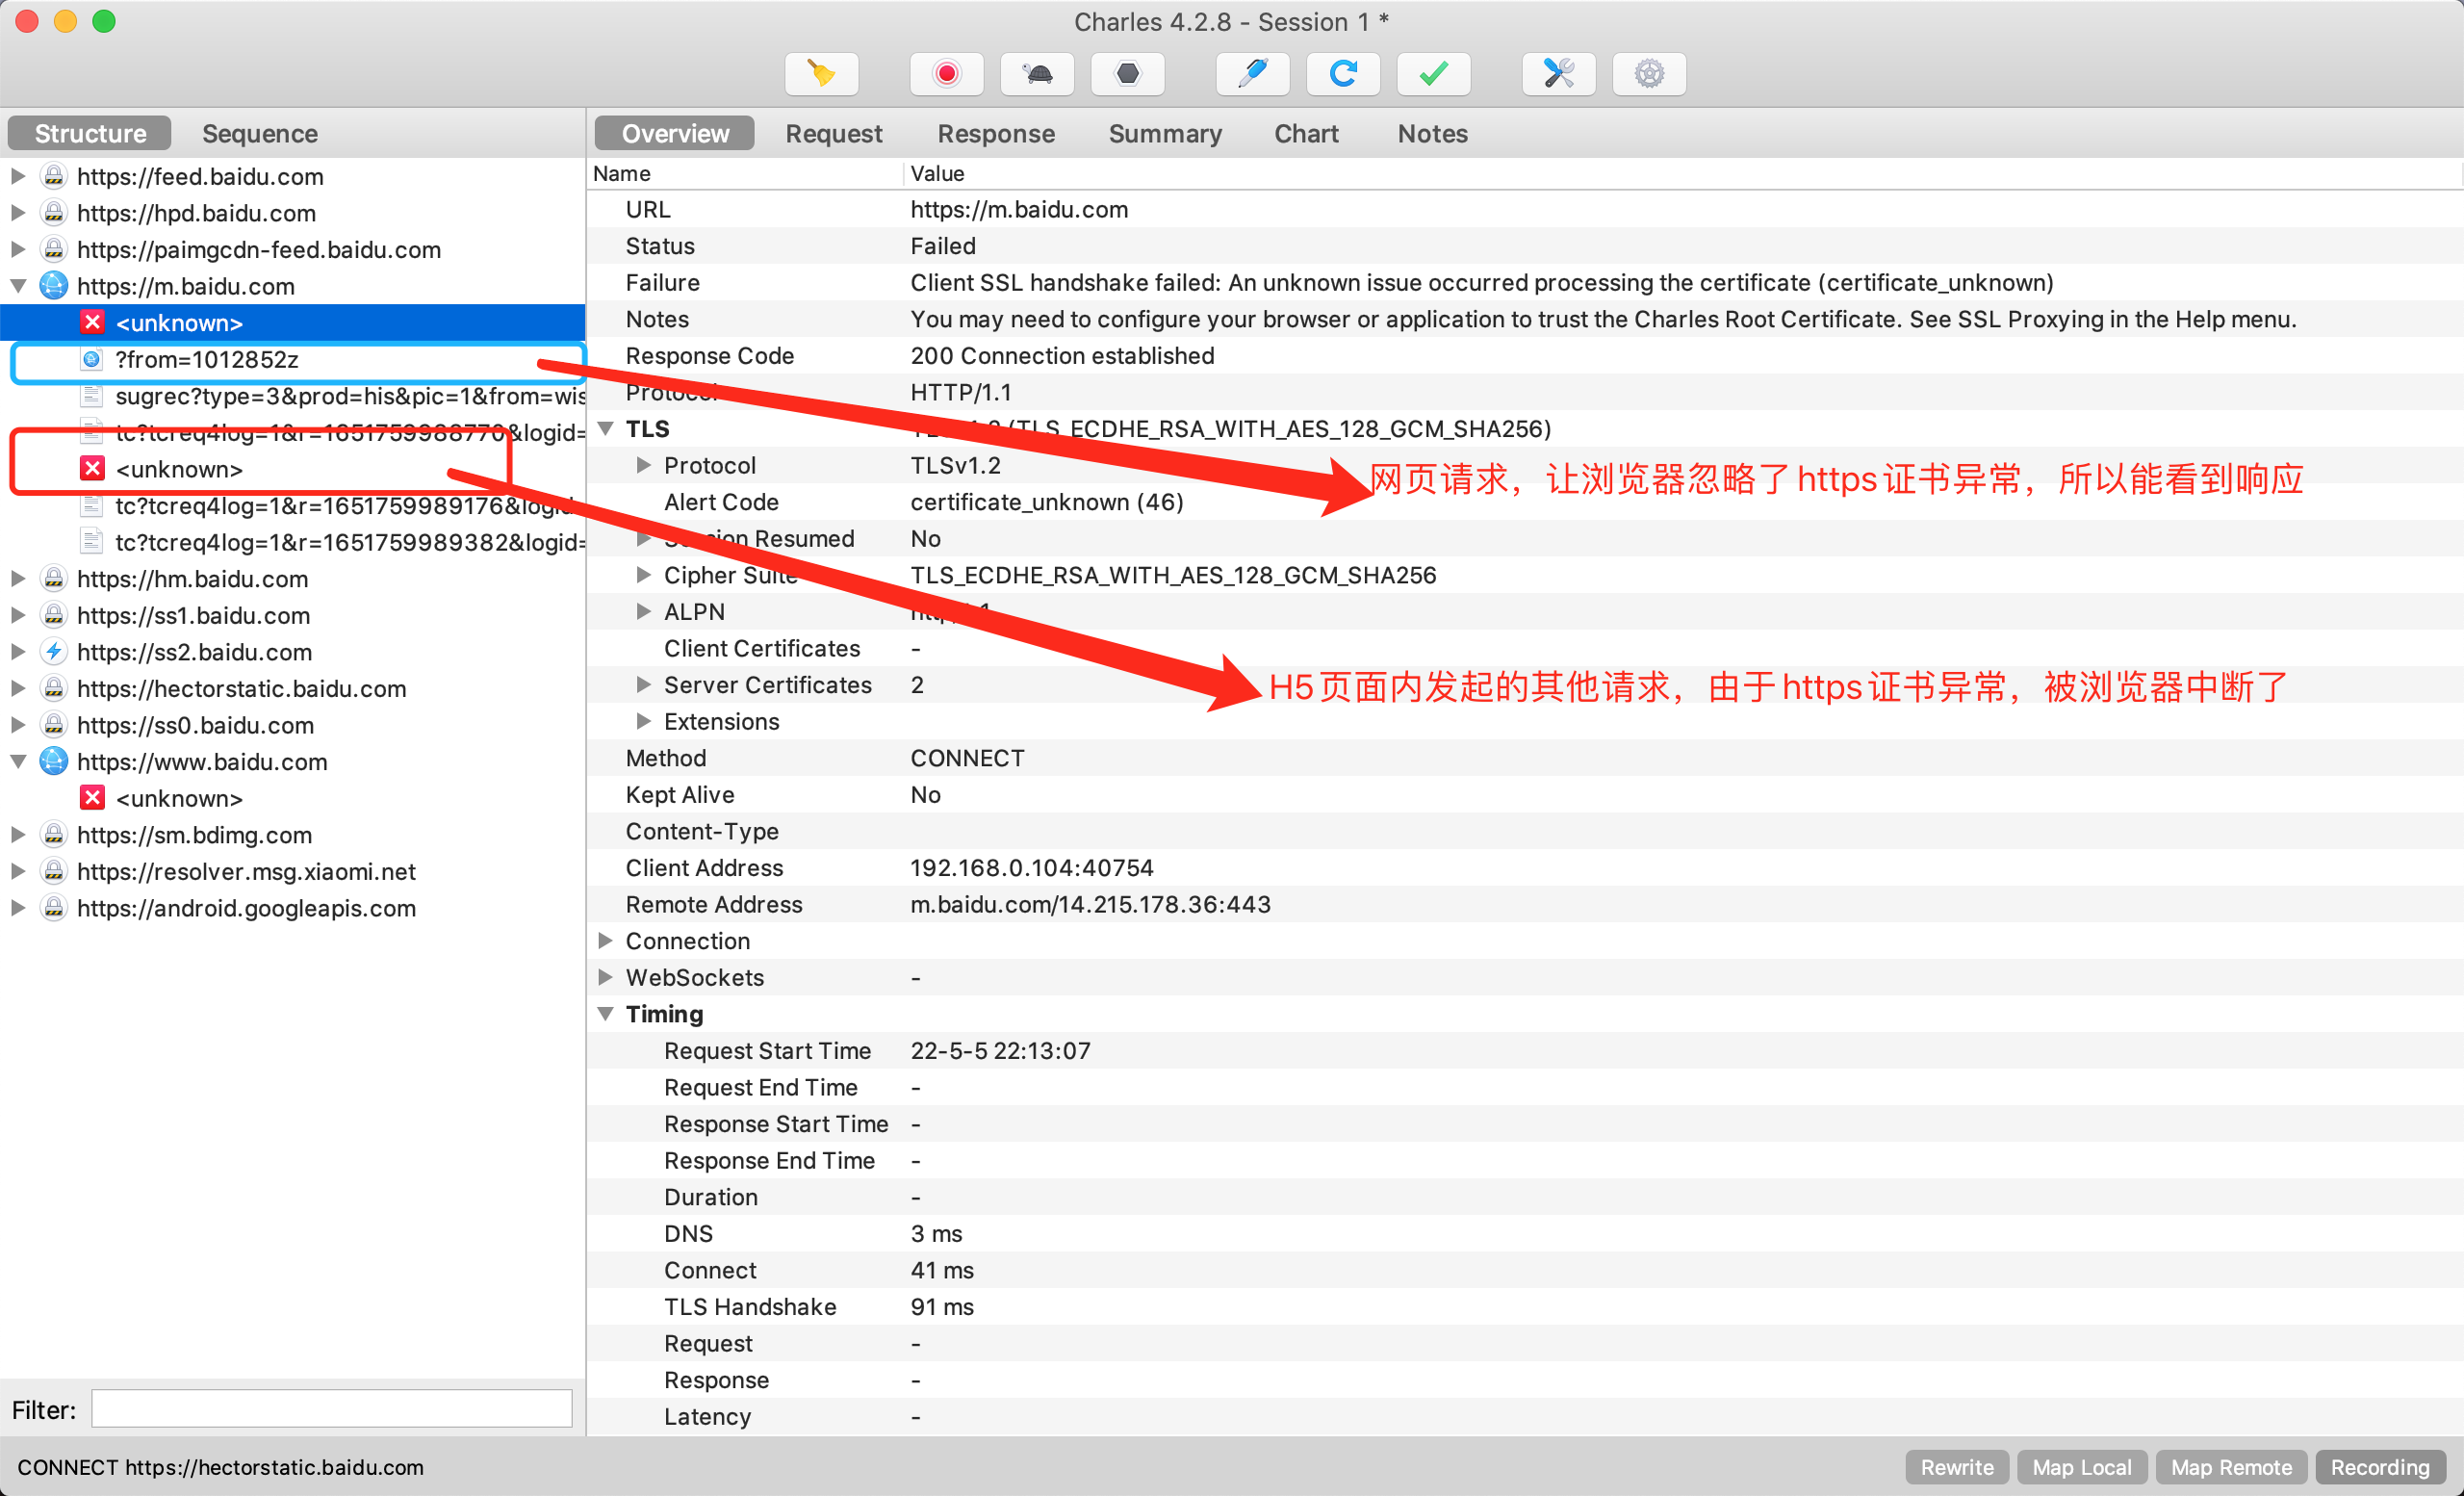 Charles 4.2.8 - Session 1 *
Structure
Sequence
https://feed.baidu.com
https://hpd.baidu.com
https://paimgcdn-feed.baidu.com
https://m.baidu.com
<unknown>
?from=1012852z
sugrec?type=3&prod=his&pic=1&from=wis
tc?tcreq4log=1&r=1651759988770&logid=
<unknown>
tc?tcreq4log=1&r=1651759989176&logid
tc?tcreq4log=1&r=1651759989382&logid=
https://hm.baidu.com
https://ss1.baidu.com
https://ss2.baidu.com
https://hectorstatic.baidu.com
https://ss0.baidu.com
https://www.baidu.com
<unknown>
https://sm.bdimg.com
https://resolver.msg.xiaomi.net
https://android.googleapis.com
Filter:
Overview
Request
Response
Summary
Chart
Notes
Name Value
URL https://m.baidu.com
Status Failed
Failure Client SSL handshake failed: An unknown issue occurred processing the certificate (certificate_unknown)
Notes You may need to configure your browser or application to trust the Charles Root Certificate. See SSL Proxying in the Help menu.
Response Code 200 Connection established
Protocol HTTP/1.1
TLS (TLS_ECDHE_RSA_WITH_AES_128_GCM_SHA256)
Protocol TLSv1.2
网页请求，让浏览器忽略了https证书异常，所以能看到响应
Alert Code certificate_unknown (46)
Session Resumed No
Cipher Suite TLS_ECDHE_RSA_WITH_AES_128_GCM_SHA256
ALPN
Client Certificates -
Server Certificates 2
H5页面内发起的其他请求，由于https证书异常，被浏览器中断了
Extensions
Method CONNECT
Kept Alive No
Content-Type
Client Address 192.168.0.104:40754
Remote Address m.baidu.com/14.215.178.36:443
Connection
WebSockets -
Timing
Request Start Time 22-5-5 22:13:07
Request End Time -
Response Start Time -
Response End Time -
Duration -
DNS 3 ms
Connect 41 ms
TLS Handshake 91 ms
Request -
Response -
Latency -
CONNECT https://hectorstatic.baidu.com
Rewrite
Map Local
Map Remote
Recording